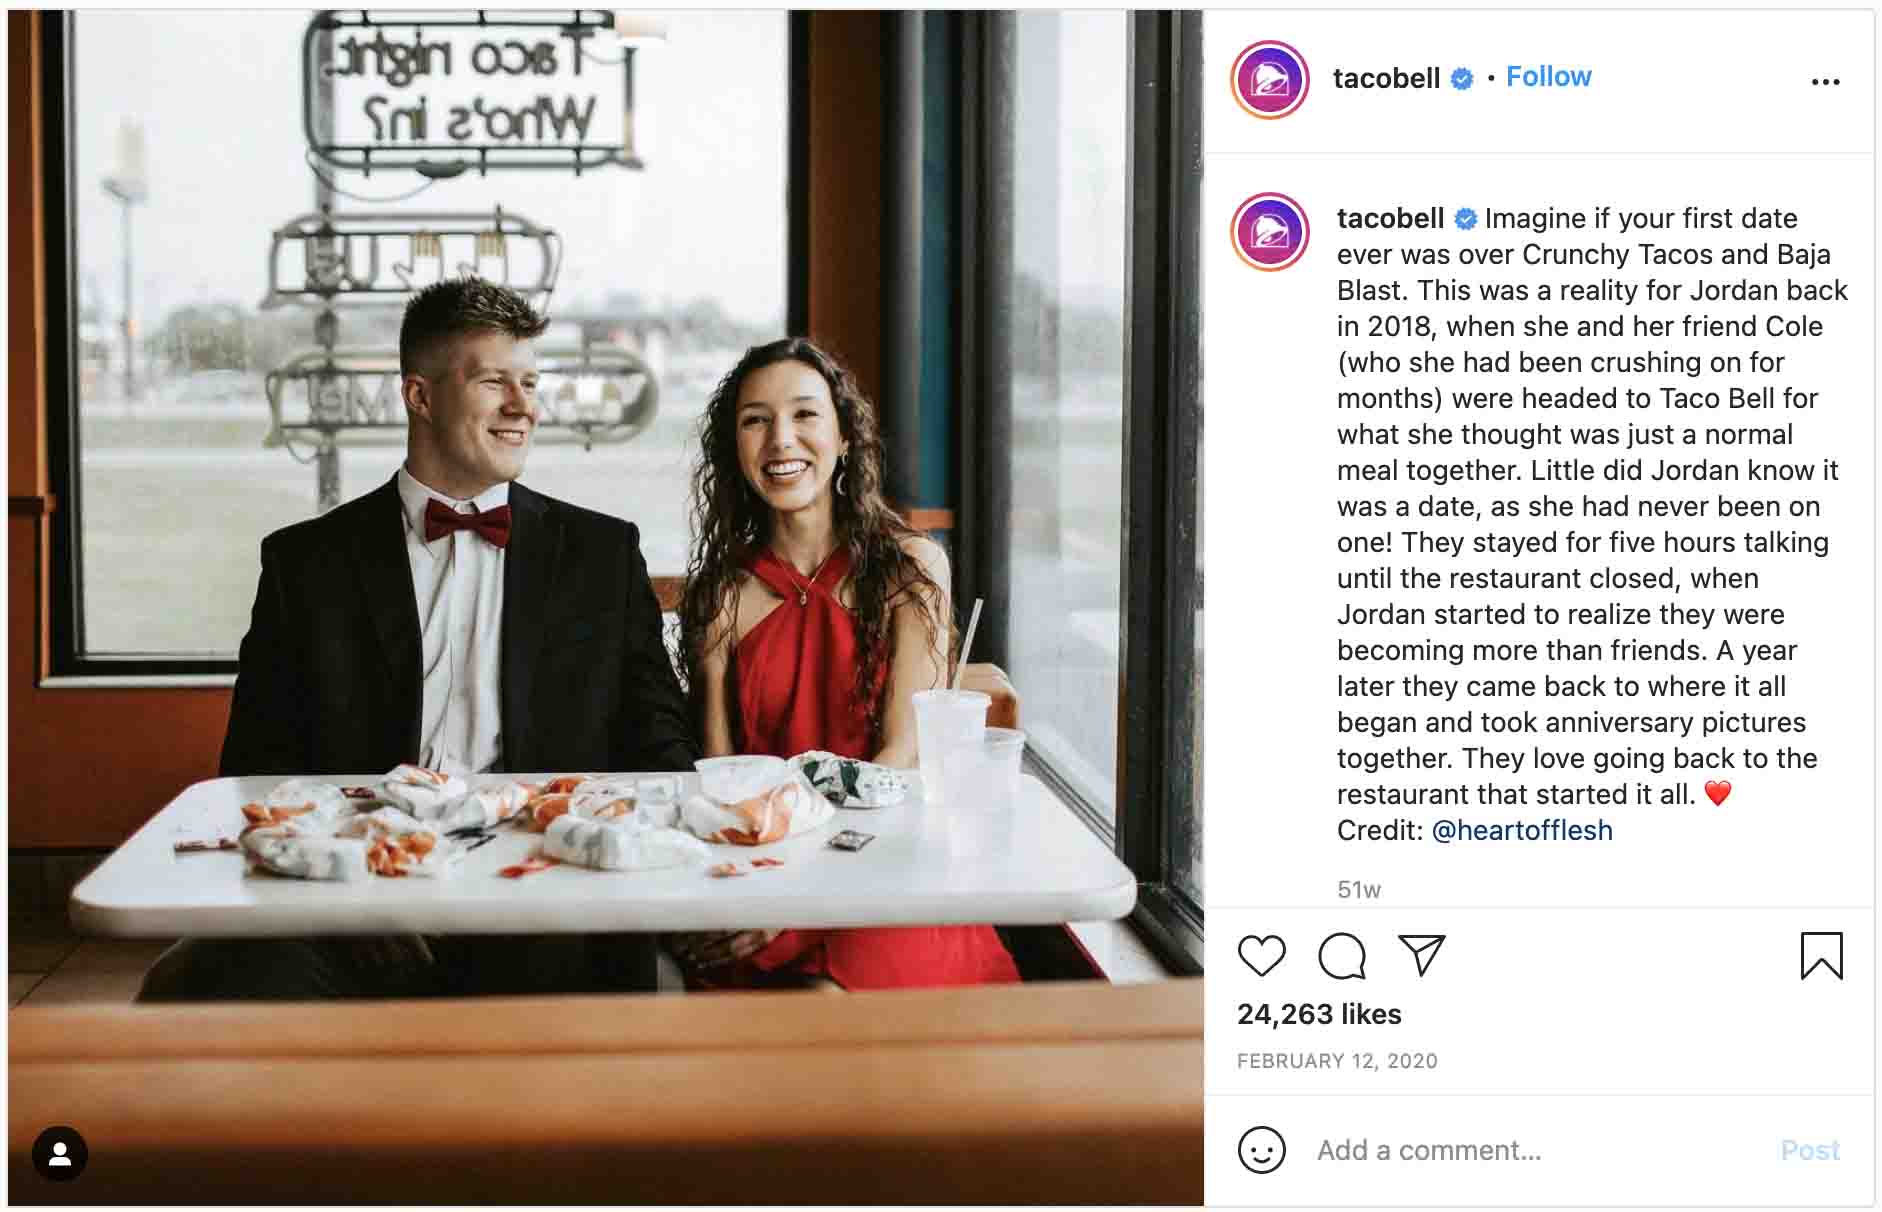 Taco night.
Who's in?
US
ME
tacobell • Follow
tacobell Imagine if your first date
ever was over Crunchy Tacos and Baja
Blast. This was a reality for Jordan back
in 2018, when she and her friend Cole
(who she had been crushing on for
months) were headed to Taco Bell for
what she thought was just a normal
meal together. Little did Jordan know it
was a date, as she had never been on
one! They stayed for five hours talking
until the restaurant closed, when
Jordan started to realize they were
becoming more than friends. A year
later they came back to where it all
began and took anniversary pictures
together. They love going back to the
restaurant that started it all. ❤️
Credit: @heartofflesh
51w
24,263 likes
FEBRUARY 12, 2020
Add a comment... Post